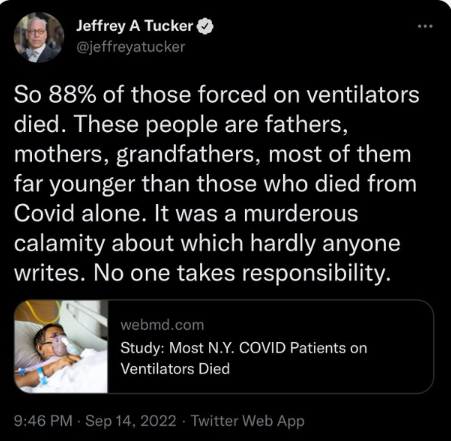 Jeffrey A Tucker
@jeffreyatucker
So 88% of those forced on ventilators
died. These people are fathers,
mothers, grandfathers, most of them
far younger than those who died from
Covid alone. It was a murderous
calamity about which hardly anyone
writes. No one takes responsibility.
webmd.com
Study: Most N.Y. COVID Patients on
Ventilators Died
9:46 PM · Sep 14, 2022 · Twitter Web App